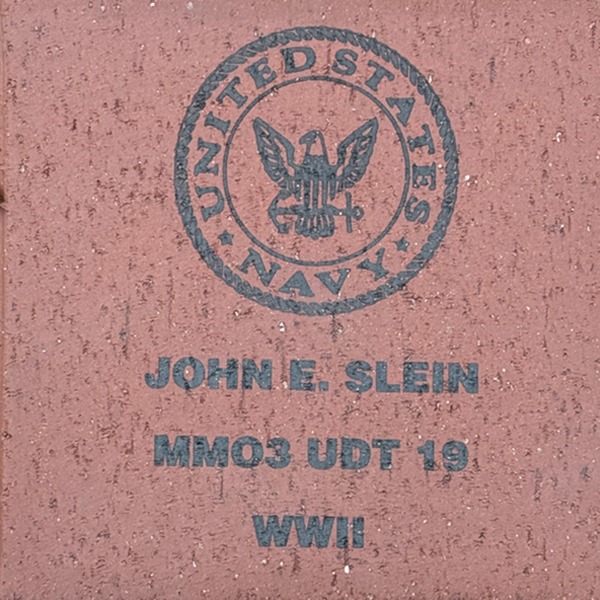 UNITED STATES
NAVY
JOHN E. SLEIN
MMO3 UDT 19
WWII